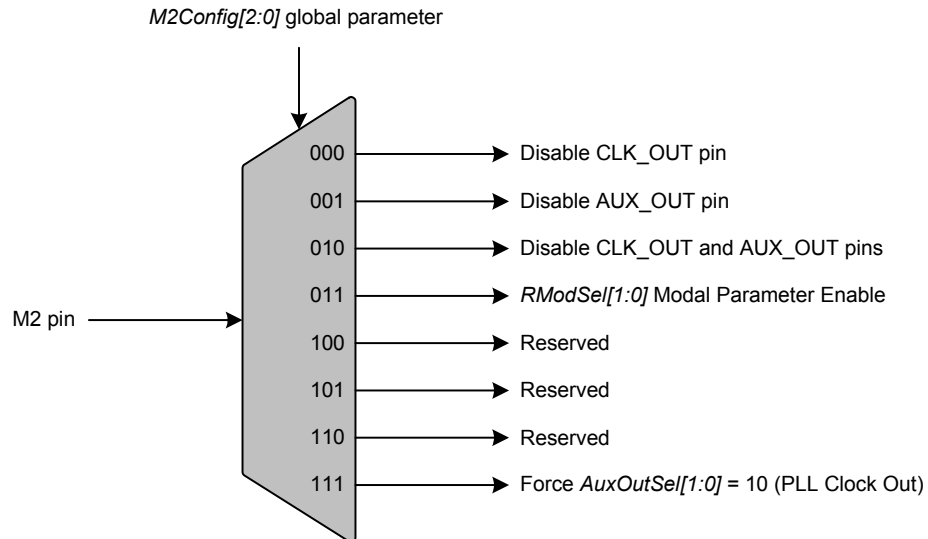 M2Config[2:0] global parameter
000 Disable CLK_OUT pin
001 Disable AUX_OUT pin
010 Disable CLK_OUT and AUX_OUT pins
011 RModSel[1:0] Modal Parameter Enable
M2 pin
100 Reserved
101 Reserved
110 Reserved
111 Force AuxOutSel[1:0] = 10 (PLL Clock Out)